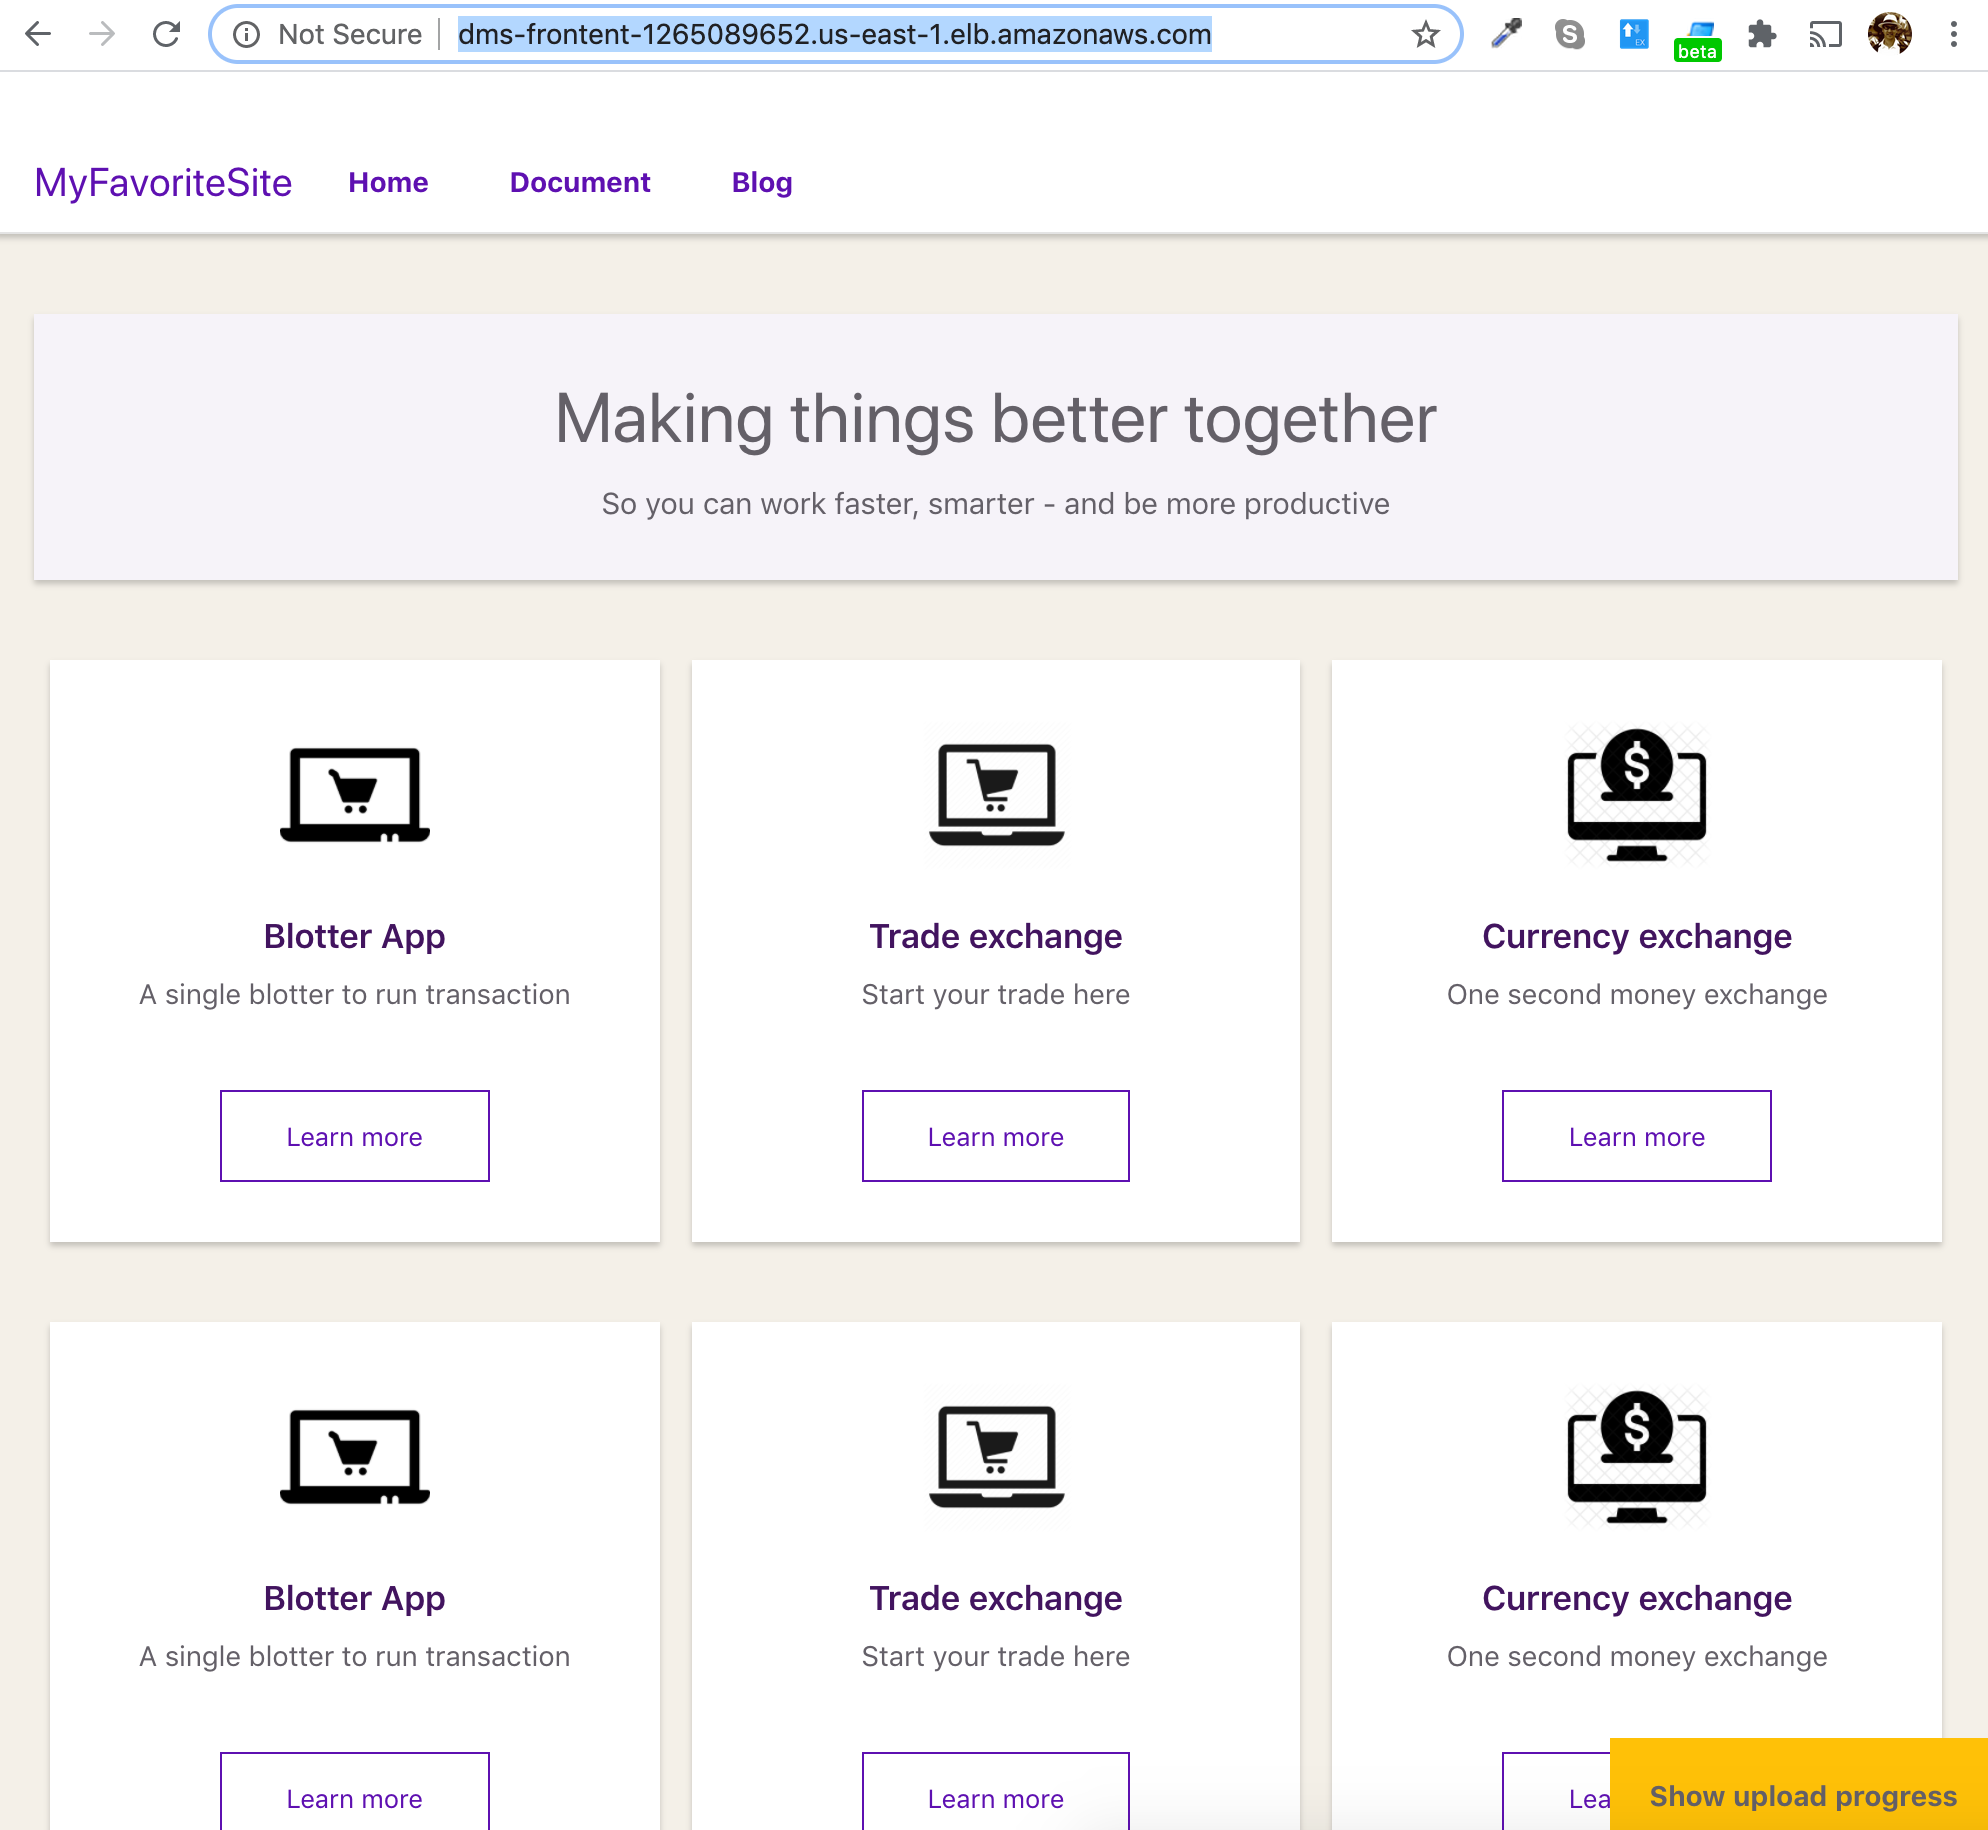 Not Secure | dms-frontent-1265089652.us-east-1.elb.amazonaws.com
beta
MyFavoriteSite Home Document Blog
Making things better together
So you can work faster, smarter - and be more productive
Blotter App
A single blotter to run transaction
Learn more
Trade exchange
Start your trade here
Learn more
Currency exchange
One second money exchange
Learn more
Blotter App
A single blotter to run transaction
Learn more
Trade exchange
Start your trade here
Learn more
Currency exchange
One second money exchange
Lea
Show upload progress